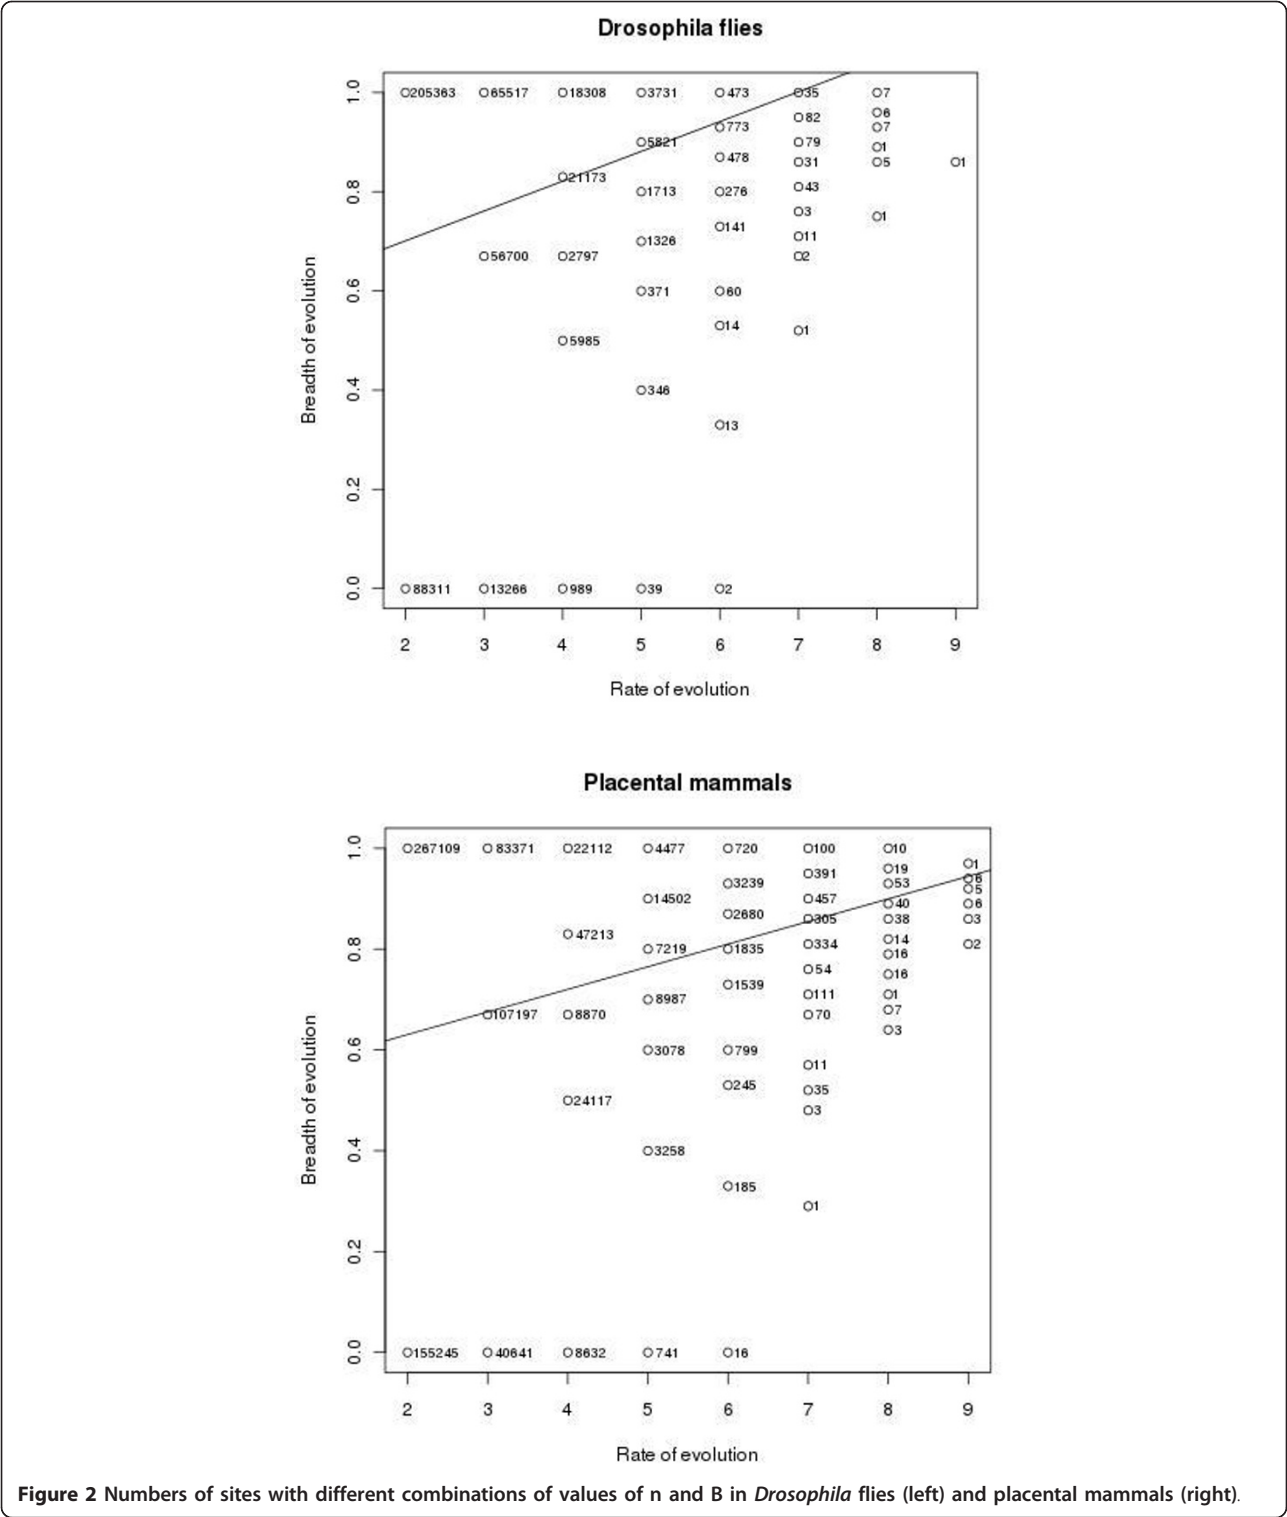 Drosophila flies
Breadth of evolution
1.0
0.8
0.6
0.4
0.2
0.0
205363 65517 18308 3731 473 35 7
82 6
773 7
5821 79 1
478 31 5 1
21173 43
1713 276
3 1
141
1326 11
56700 2797 2
371 60
14 1
5985
346
13
88311 13266 989 39 2
2 3 4 5 6 7 8 9
Rate of evolution
Placental mammals
Breadth of evolution
1.0
0.8
0.6
0.4
0.2
0.0
267109 83371 22112 4477 720 100 10
1
391 19
3239 53 6
5
14502 457 40 6
2680 305 38 3
47213
334 14 2
7219 1835 16
54 16
1539
8987 111 1
107197 8870 70 7
3
3078 799
11
245 35
24117 3
3258
185
1
155245 40641 8632 741 16
2 3 4 5 6 7 8 9
Rate of evolution
Figure 2 Numbers of sites with different combinations of values of n and B in Drosophila flies (left) and placental mammals (right).